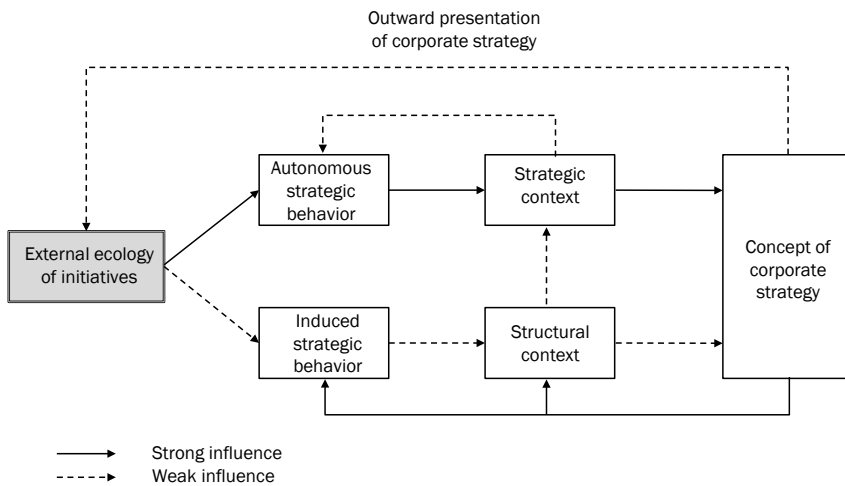 Outward presentation
of corporate strategy
Autonomous
strategic
behavior
Strategic
context
External ecology
of initiatives
Concept of
corporate
strategy
Induced
strategic
behavior
Structural
context
Strong influence
Weak influence